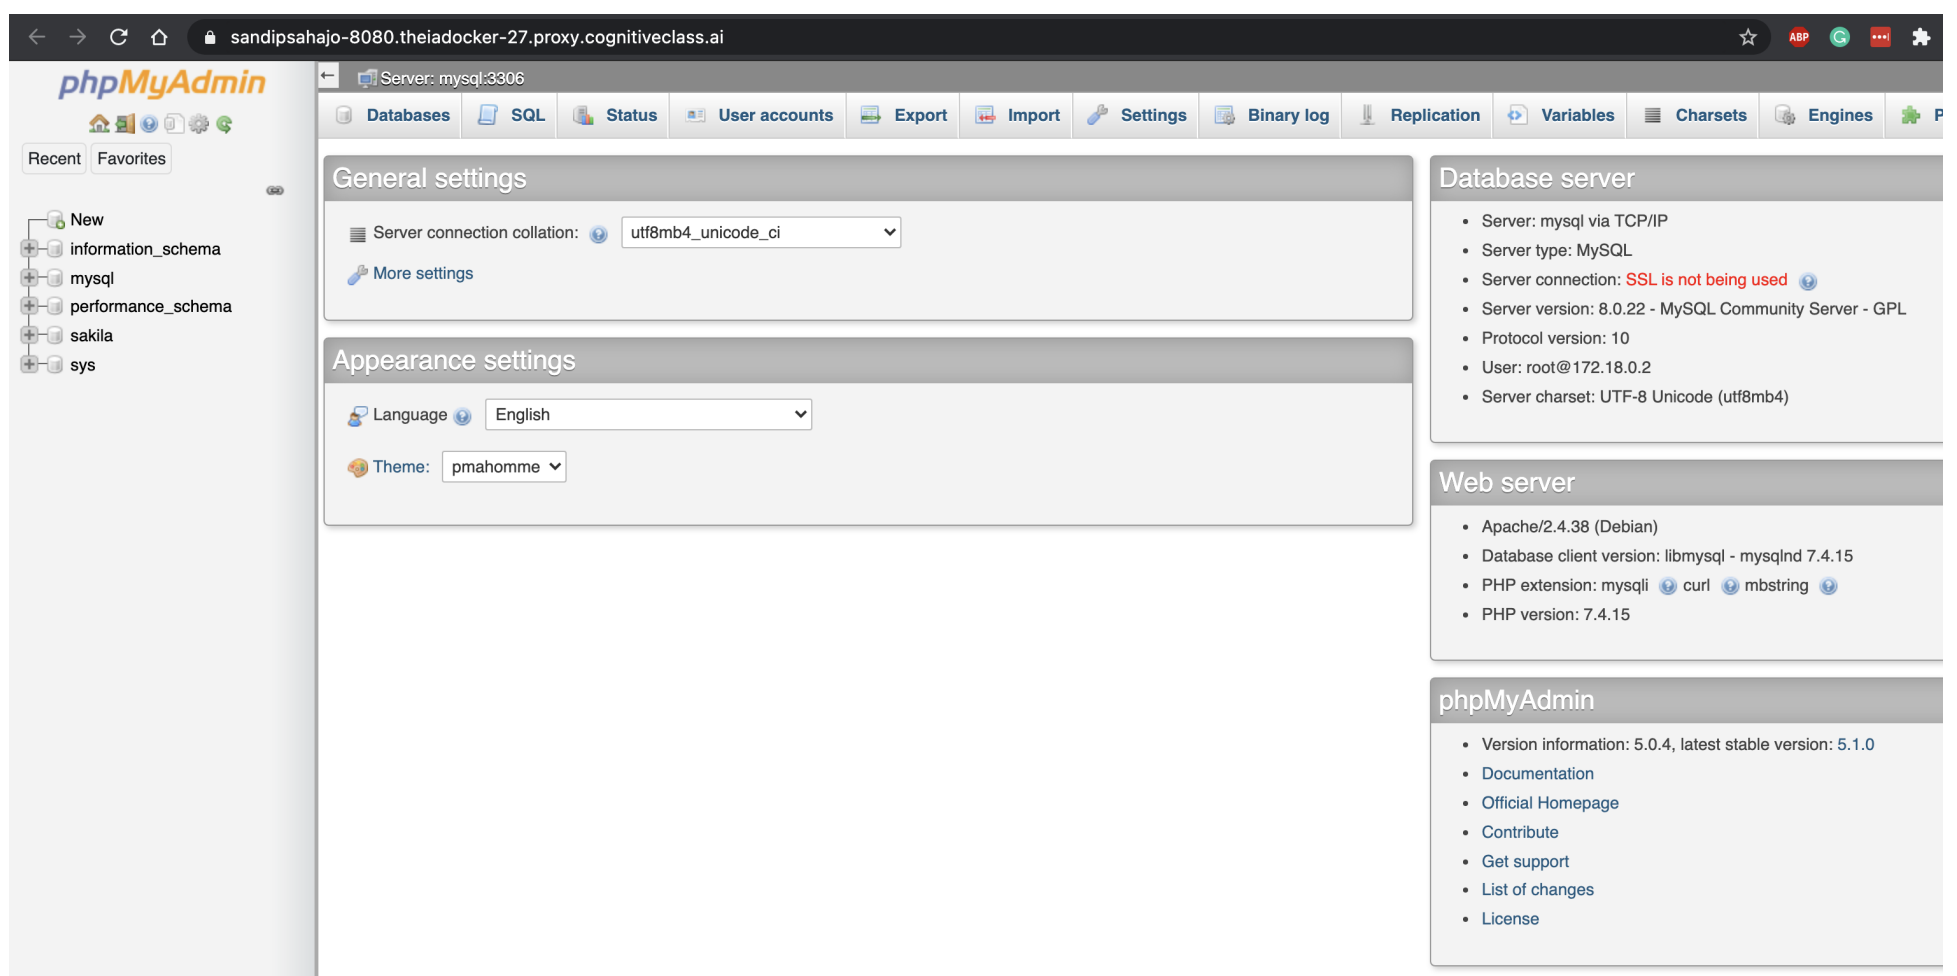 sandipsahajo-8080.theiadocker-27.proxy.cognitiveclass.ai
ABP
phpMyAdmin
Recent Favorites
New
information_schema
mysql
performance_schema
sakila
sys
Server: mysql:3306
Databases SQL Status User accounts Export Import Settings Binary log Replication Variables Charsets Engines P
General settings
Server connection collation: utf8mb4_unicode_ci
More settings
Appearance settings
Language English
Theme: pmahomme
Database server
Server: mysql via TCP/IP
Server type: MySQL
Server connection: SSL is not being used
Server version: 8.0.22 - MySQL Community Server - GPL
Protocol version: 10
User: root@172.18.0.2
Server charset: UTF-8 Unicode (utf8mb4)
Web server
Apache/2.4.38 (Debian)
Database client version: libmysql - mysqlnd 7.4.15
PHP extension: mysqli curl mbstring
PHP version: 7.4.15
phpMyAdmin
Version information: 5.0.4, latest stable version: 5.1.0
Documentation
Official Homepage
Contribute
Get support
List of changes
License